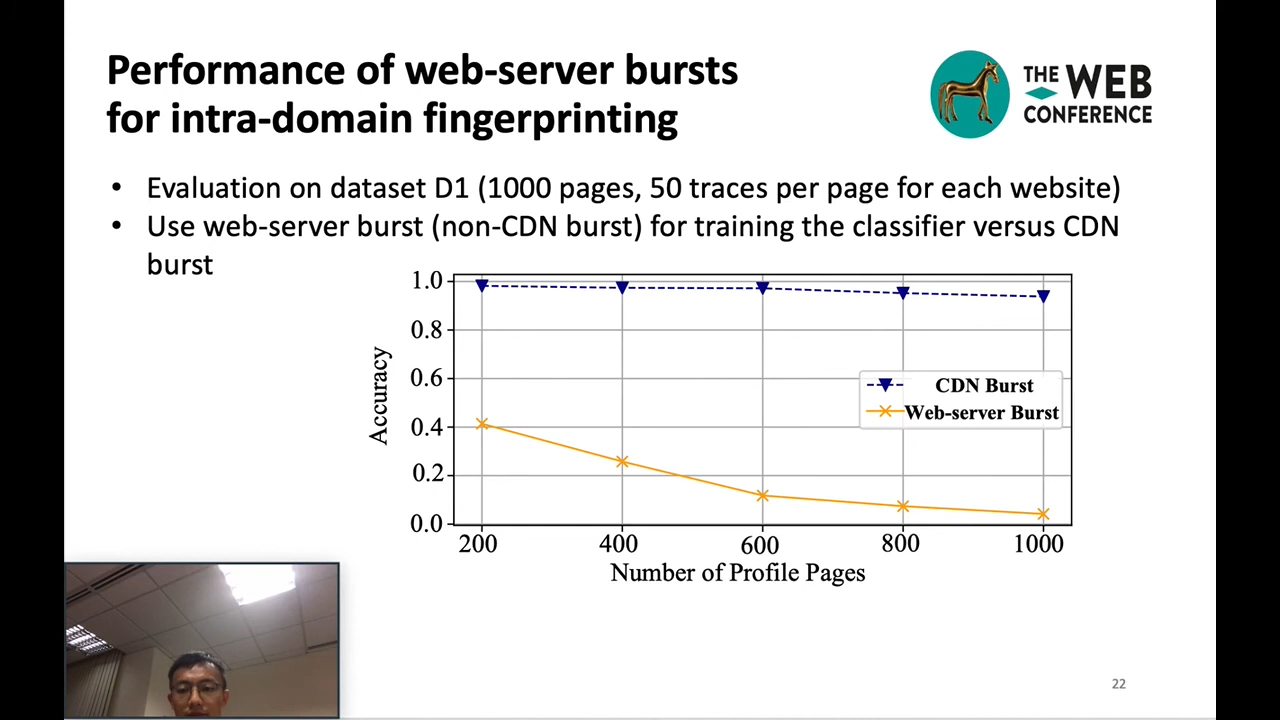 Performance of web-server bursts
for intra-domain fingerprinting
THE WEB
CONFERENCE
• Evaluation on dataset D1 (1000 pages, 50 traces per page for each website)
• Use web-server burst (non-CDN burst) for training the classifier versus CDN
burst
1.0
0.8
0.6
0.4
0.2
0.0
Accuracy
CDN Burst
Web-server Burst
200 400 600 800 1000
Number of Profile Pages
22